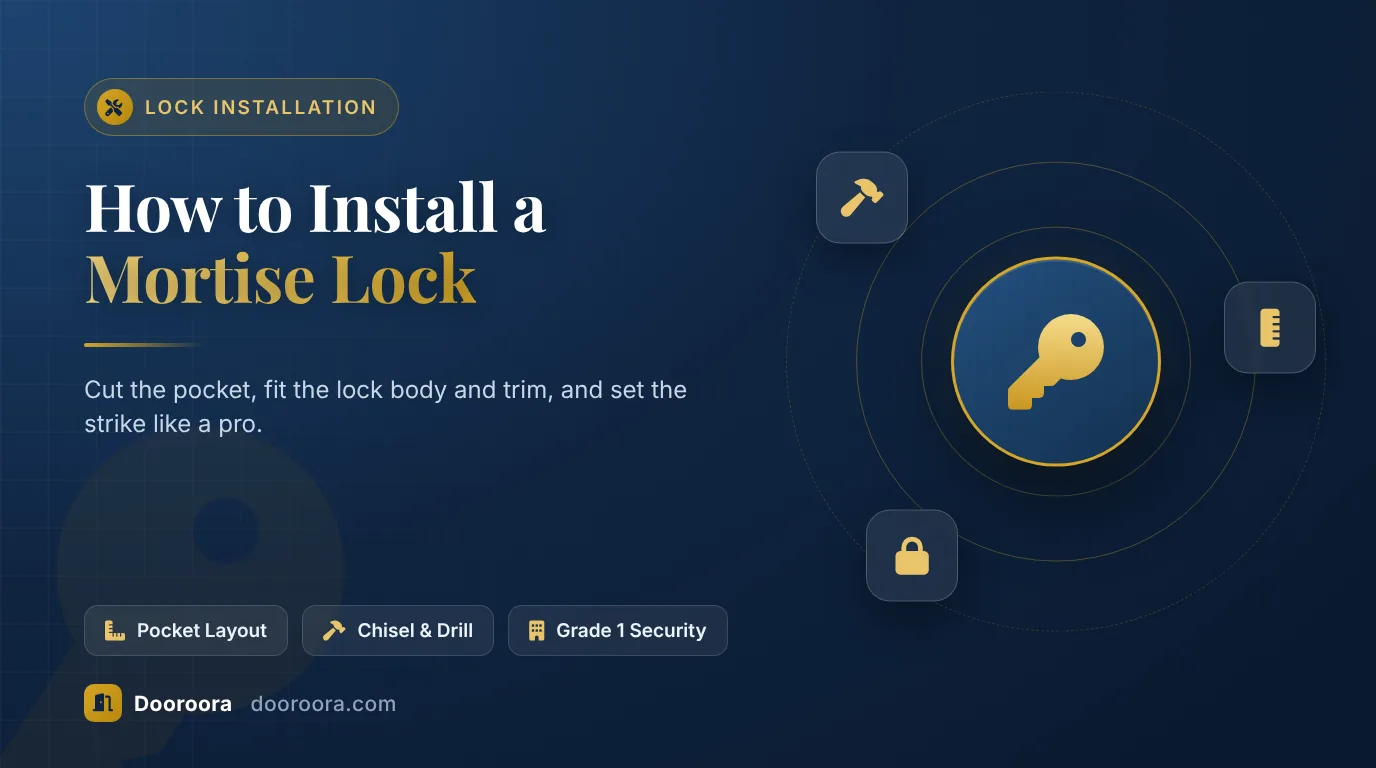 LOCK INSTALLATION
How to Install a
Mortise Lock
Cut the pocket, fit the lock body and trim, and set the
strike like a pro.
Pocket Layout
Chisel & Drill
Grade 1 Security
Dooroora dooroora.com